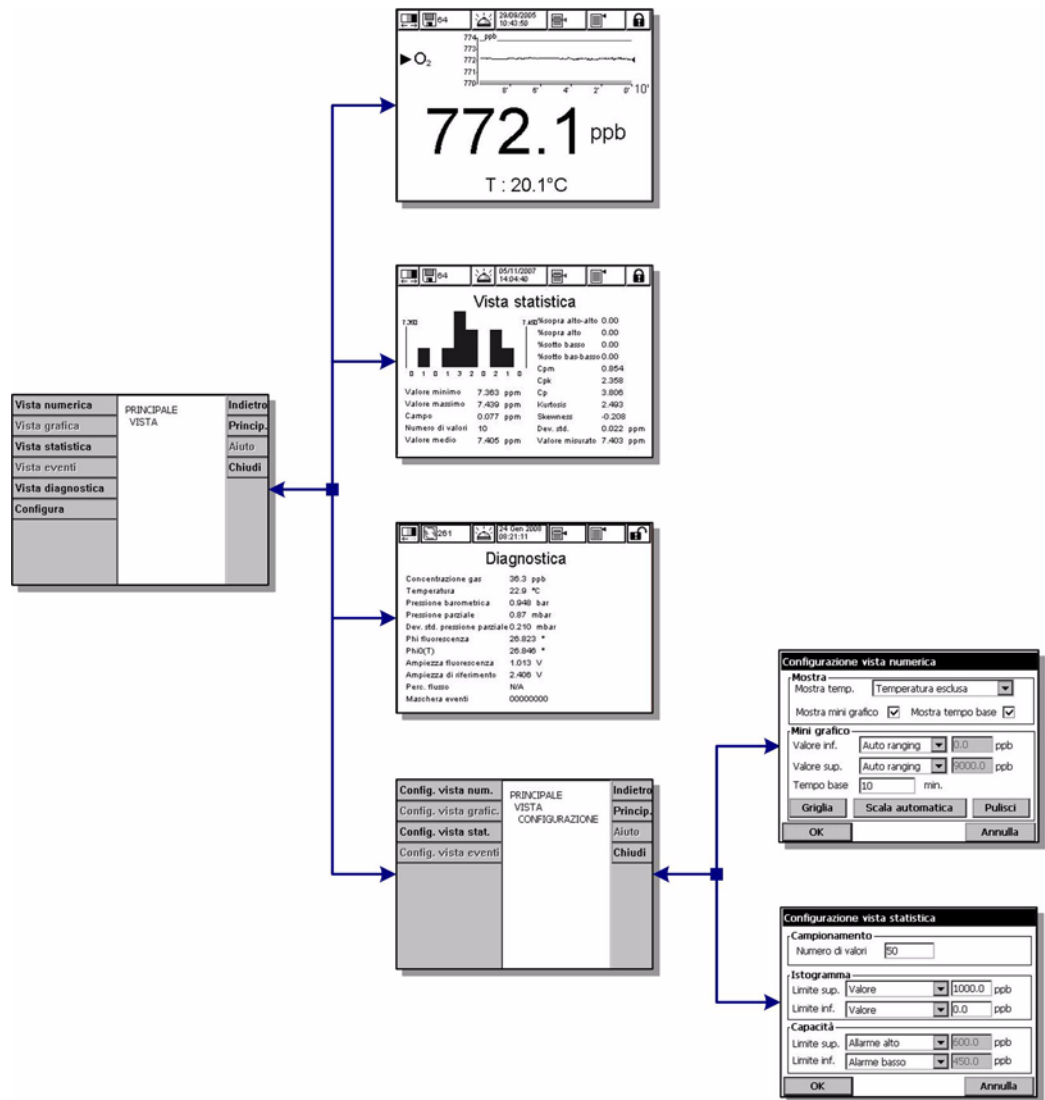 64
29/09/2005
10:43:50
774 ppb
773
772
771
770
8' 6' 4' 2' 0' 10'
O2
772.1 ppb
T : 20.1°C
64
05/11/2007
14:04:40
Vista statistica
0 1 0 1 3 2 0 2 1 0
Valore minimo 7.363 ppm
Valore massimo 7.439 ppm
Campo 0.077 ppm
Numero di valori 10
Valore medio 7.405 ppm
%sopra alto-alto 0.00
%sopra alto 0.00
%sotto basso 0.00
%sotto bas-basso 0.00
Cpm 0.854
Cpk 2.358
Cp 3.806
Kurtosis 2.493
Skewness -0.208
Dev. std. 0.022 ppm
Valore misurato 7.403 ppm
Vista numerica
Vista grafica
Vista statistica
Vista eventi
Vista diagnostica
Configura
PRINCIPALE
VISTA
Indietro
Princip.
Aiuto
Chiudi
261
24 Gen 2008
08:21:11
Diagnostica
Concentrazione gas 36.3 ppb
Temperatura 22.9 °C
Pressione barometrica 0.948 bar
Pressione parziale 0.87 mbar
Dev. std. pressione parziale 0.210 mbar
Phi fluorescenza 26.823 °
Phi0(T) 26.846 °
Ampiezza fluorescenza 1.013 V
Ampiezza di riferimento 2.406 V
Perc. flusso N/A
Maschera eventi 00000000
Config. vista num.
Config. vista grafic.
Config. vista stat.
Config. vista eventi
PRINCIPALE
VISTA
CONFIGURAZIONE
Indietro
Princip.
Aiuto
Chiudi
Configurazione vista numerica
Mostra
Mostra temp. Temperatura esclusa
Mostra mini grafico Mostra tempo base
Mini grafico
Valore inf. Auto ranging 0.0 ppb
Valore sup. Auto ranging 9000.0 ppb
Tempo base 10 min.
Griglia Scala automatica Pulisci
OK Annulla
Configurazione vista statistica
Campionamento
Numero di valori 50
Istogramma
Limite sup. Valore 1000.0 ppb
Limite inf. Valore 0.0 ppb
Capacità
Limite sup. Allarme alto 600.0 ppb
Limite inf. Alarme basso 450.0 ppb
OK Annulla